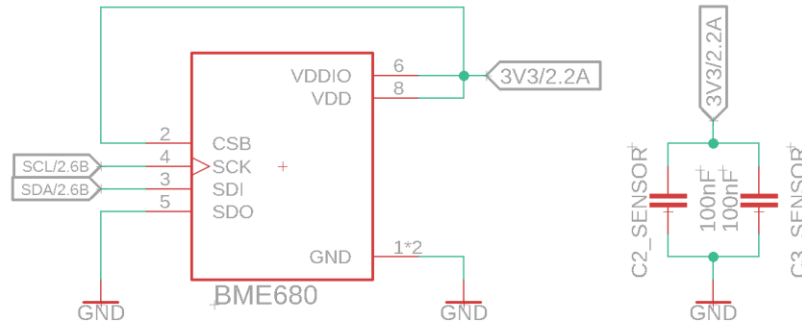 6
VDDIO
3V3/2.2A
8
VDD
2
CSB
SCL/2.6B
4
SCK
SDA/2.6B
3
SDI
5
SDO
GND
1*2
BME680
GND
GND
3V3/2.2A
C2_SENSOR
100nF
100nF
C3_SENSOR
GND